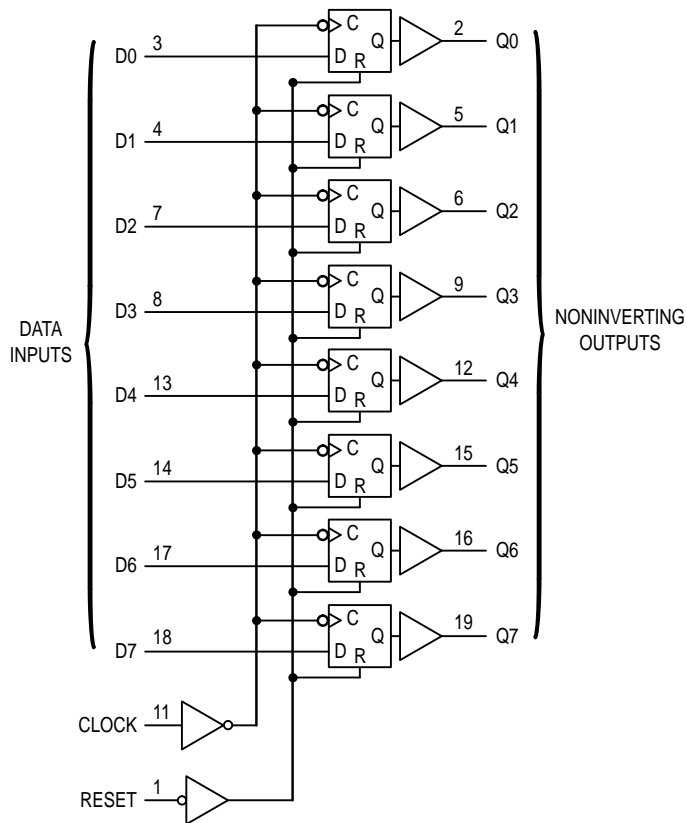 C
Q
2
Q0
D0
3
D
R
C
Q
5
Q1
D1
4
D
R
C
Q
6
Q2
D2
7
D
R
C
Q
9
Q3
D3
8
D
R
DATA
INPUTS
NONINVERTING
OUTPUTS
C
Q
12
Q4
D4
13
D
R
C
Q
15
Q5
D5
14
D
R
C
Q
16
Q6
D6
17
D
R
C
Q
19
Q7
D7
18
D
R
CLOCK
11
RESET
1